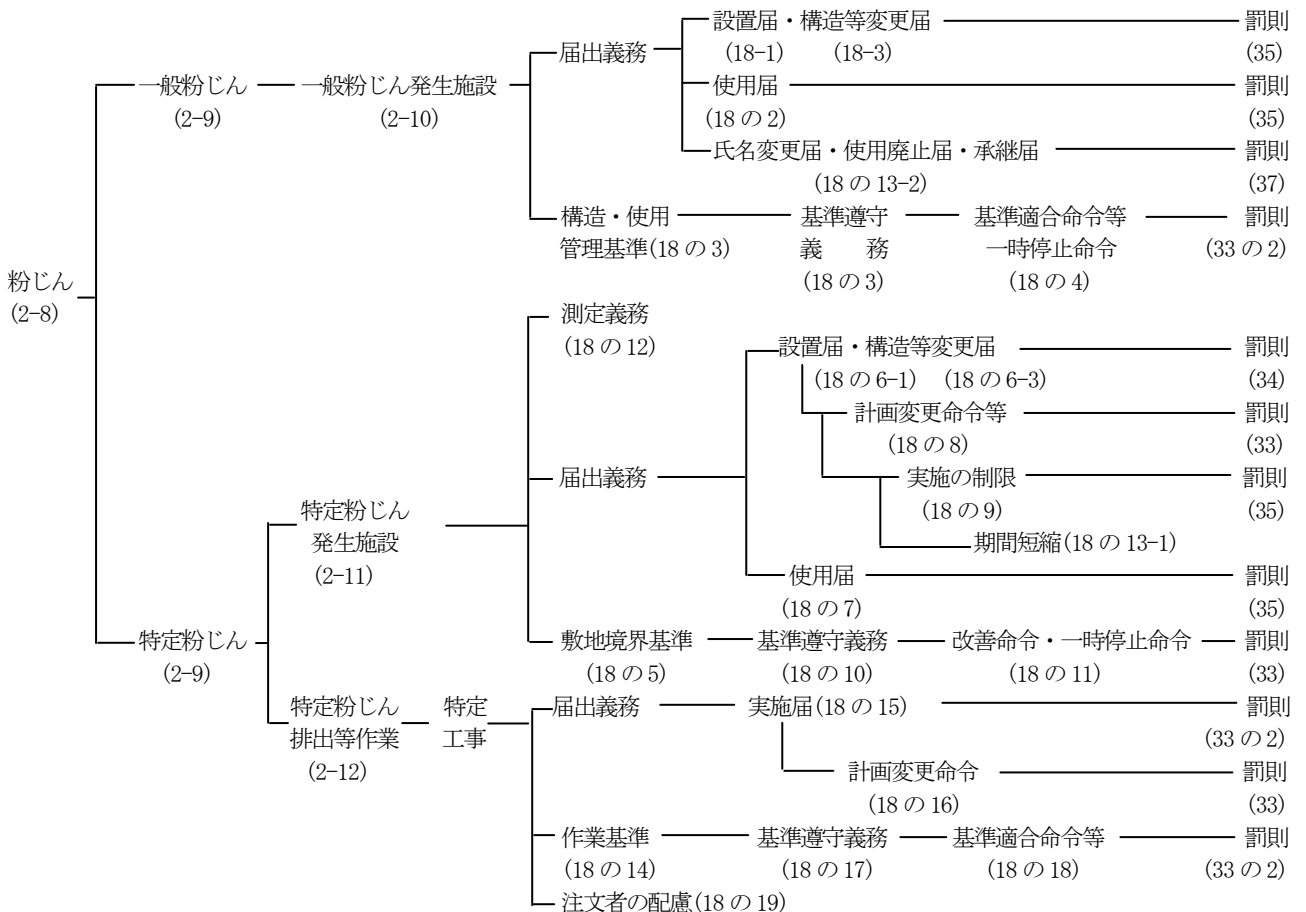 設置届・構造等変更届 罰則
届出義務 (18-1) (18-3) (35)
一般粉じん 一般粉じん発生施設 使用届 罰則
(2-9) (2-10) (18の2) (35)
氏名変更届・使用廃止届・承継届 罰則
(18の13-2) (37)
構造・使用 基準遵守 基準適合命令等 罰則
管理基準(18の3) 義 務 一時停止命令 (33の2)
粉じん (18の3) (18の4)
(2-8)
測定義務
(18の12)
設置届・構造等変更届 罰則
(18の6-1) (18の6-3) (34)
計画変更命令等 罰則
(18の8) (33)
届出義務 実施の制限 罰則
(18の9) (35)
特定粉じん
発生施設 期間短縮(18の13-1)
(2-11) 使用届 罰則
(18の7) (35)
特定粉じん 敷地境界基準 基準遵守義務 改善命令・一時停止命令 罰則
(2-9) (18の5) (18の10) (18の11) (33)
特定粉じん 特定 届出義務 実施届(18の15) 罰則
排出等作業 工事 (33の2)
(2-12) 計画変更命令 罰則
(18の16) (33)
作業基準 基準遵守義務 基準適合命令等 罰則
(18の14) (18の17) (18の18) (33の2)
注文者の配慮(18の19)